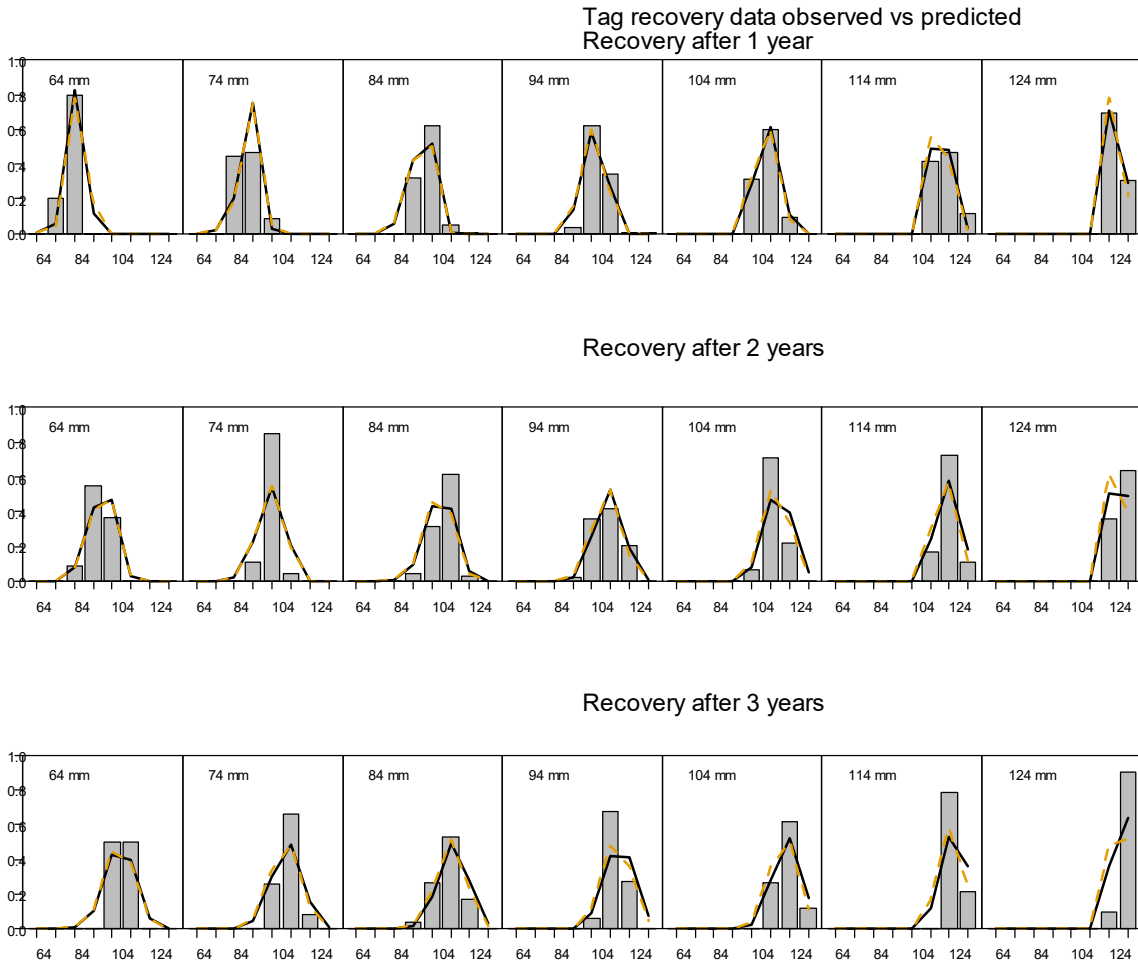 Tag recovery data observed vs predicted
Recovery after 1 year
1.0
0.8
0.6
0.4
0.2
0.0
64 mm 74 mm 84 mm 94 mm 104 mm 114 mm 124 mm
64 84 104 124 64 84 104 124 64 84 104 124 64 84 104 124 64 84 104 124 64 84 104 124 64 84 104 124
Recovery after 2 years
1.0
0.8
0.6
0.4
0.2
0.0
64 mm 74 mm 84 mm 94 mm 104 mm 114 mm 124 mm
64 84 104 124 64 84 104 124 64 84 104 124 64 84 104 124 64 84 104 124 64 84 104 124 64 84 104 124
Recovery after 3 years
1.0
0.8
0.6
0.4
0.2
0.0
64 mm 74 mm 84 mm 94 mm 104 mm 114 mm 124 mm
64 84 104 124 64 84 104 124 64 84 104 124 64 84 104 124 64 84 104 124 64 84 104 124 64 84 104 124